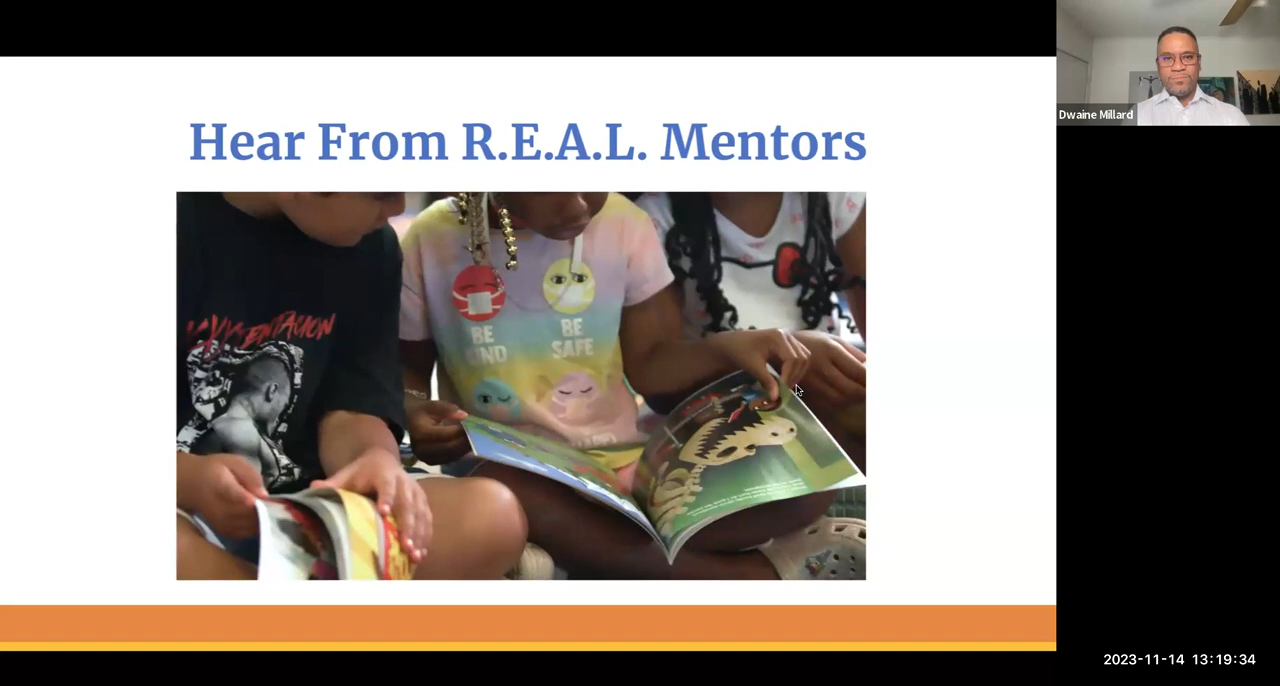 Hear From R.E.A.L. Mentors
Dwaine Millard
BE
BE
KIND
SAFE
2023-11-14 13:19:34